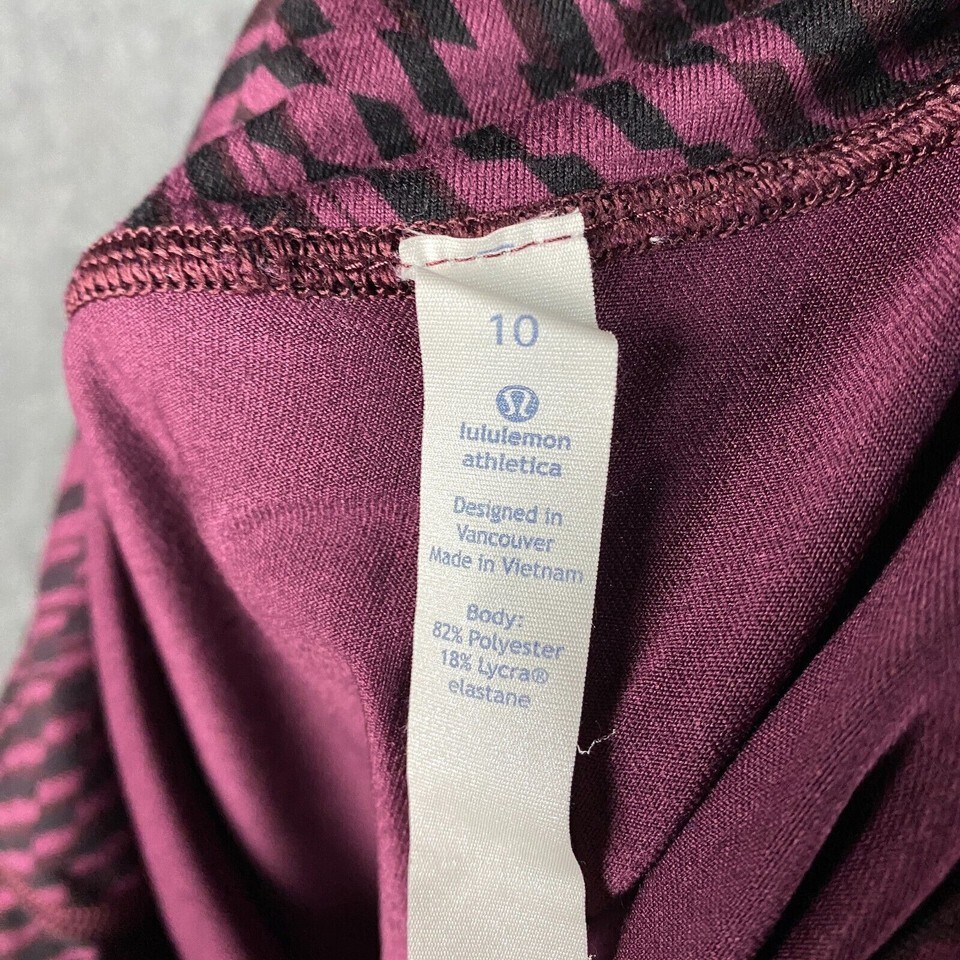 10
lululemon
athletica
Designed in
Vancouver
Made in Vietnam
Body:
82% Polyester
18% Lycra®
elastane